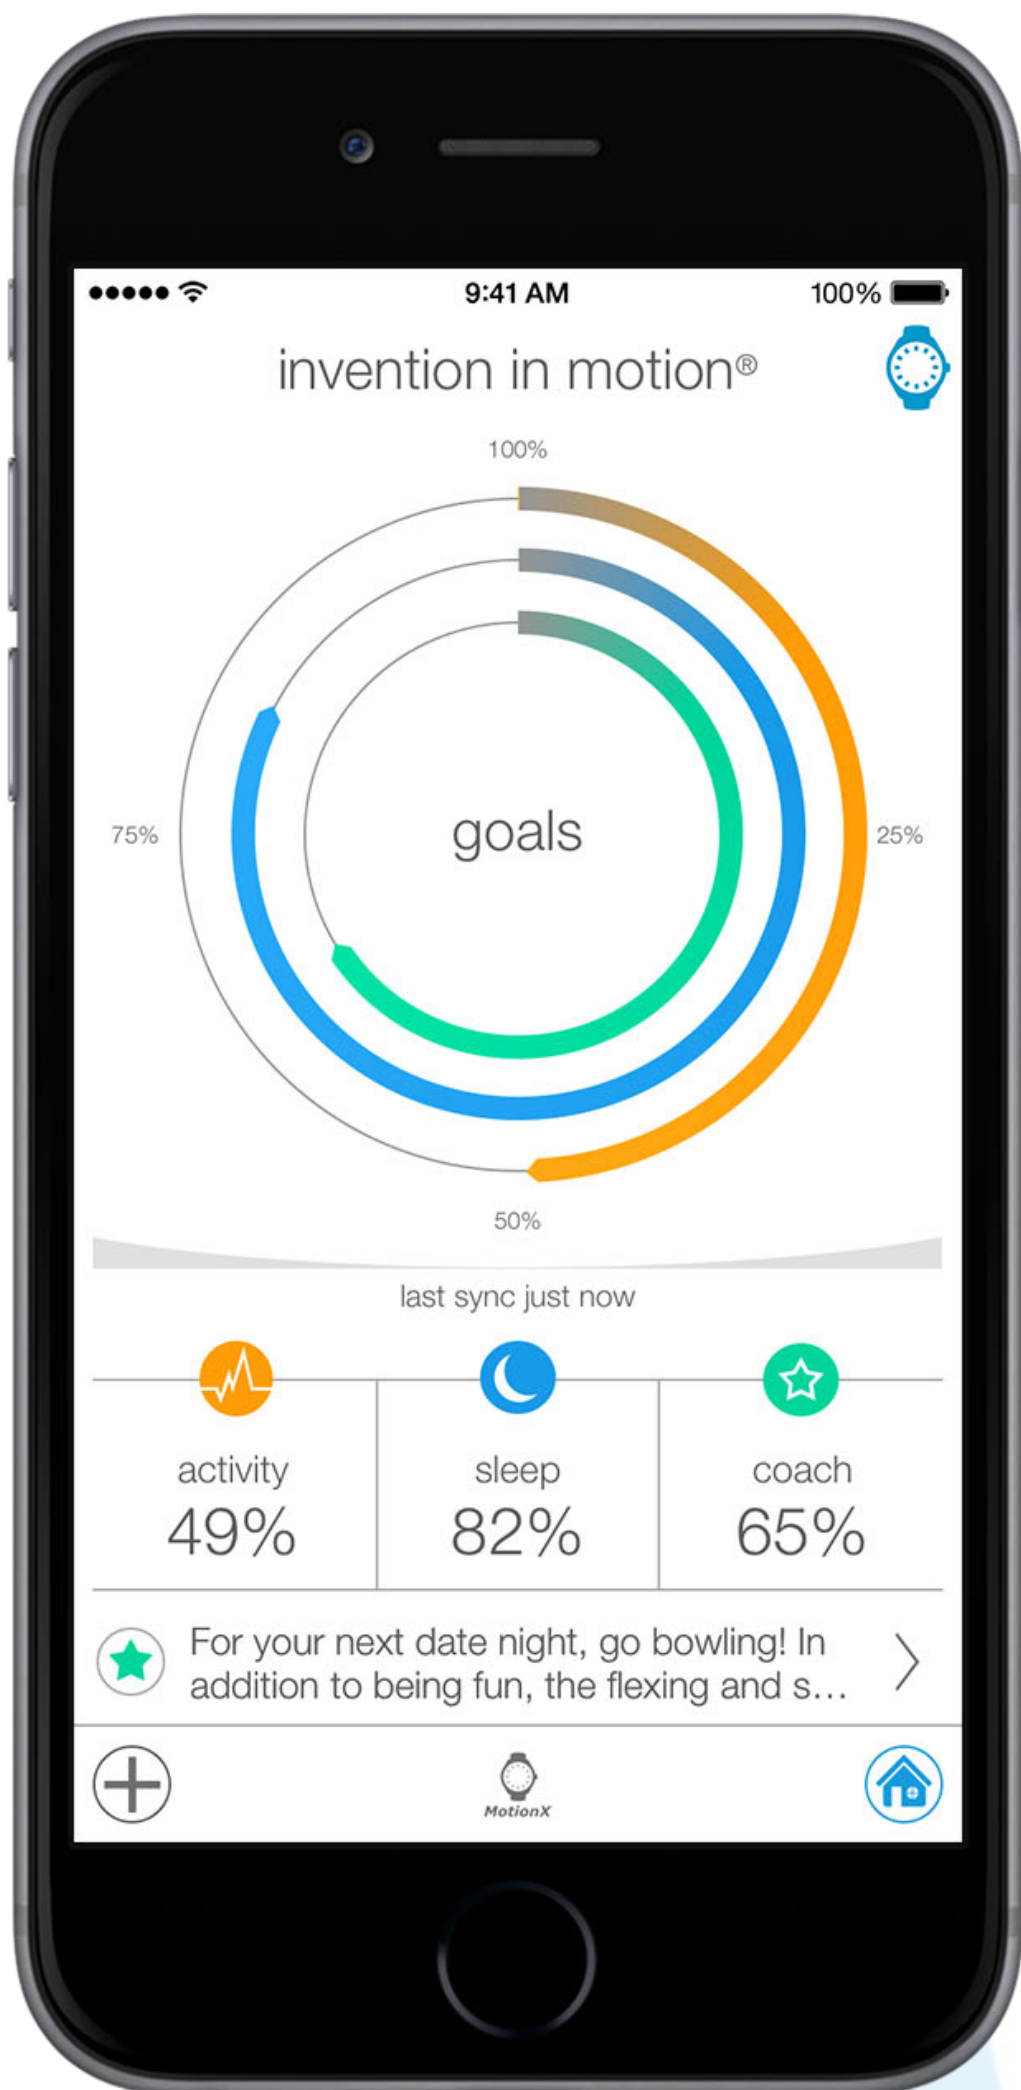 9:41 AM
100%
invention in motion®
100%
75%
goals
25%
50%
last sync just now
activity
sleep
coach
49%
82%
65%
For your next date night, go bowling! In
addition to being fun, the flexing and s...
MotionX